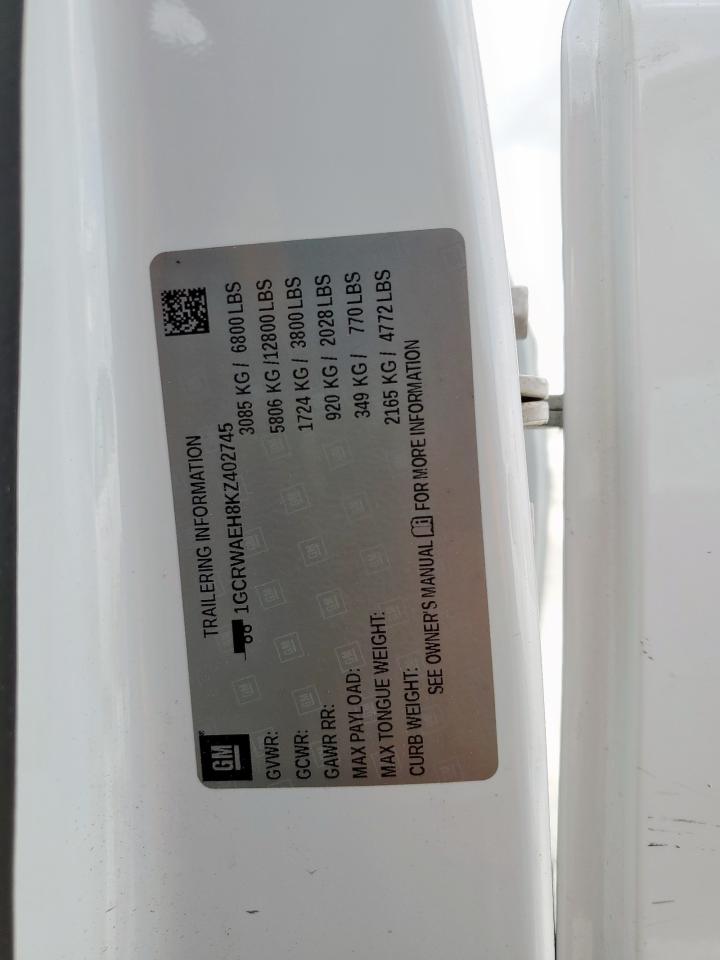 GM
TRAILERING INFORMATION
1GCRWAEH8KZ402745
GVWR: 3085 KG / 6800 LBS
GCWR: 5806 KG / 12800 LBS
GAWR RR: 1724 KG / 3800 LBS
MAX PAYLOAD: 920 KG / 2028 LBS
MAX TONGUE WEIGHT: 349 KG / 770 LBS
CURB WEIGHT: 2165 KG / 4772 LBS
SEE OWNER'S MANUAL FOR MORE INFORMATION